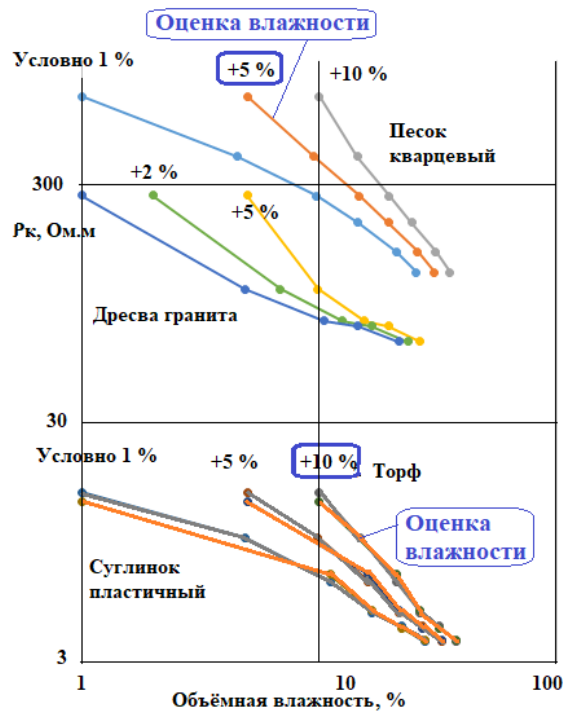 Оценка влажности
Условно 1 %
+5 %
+10 %
Песок
кварцевый
300
+2 %
ρк, Ом.м
+5 %
Дресва гранита
30
Условно 1 %
+5 %
+10 %
Торф
Оценка
влажности
Суглинок
пластичный
3
1
10
100
Объёмная влажность, %